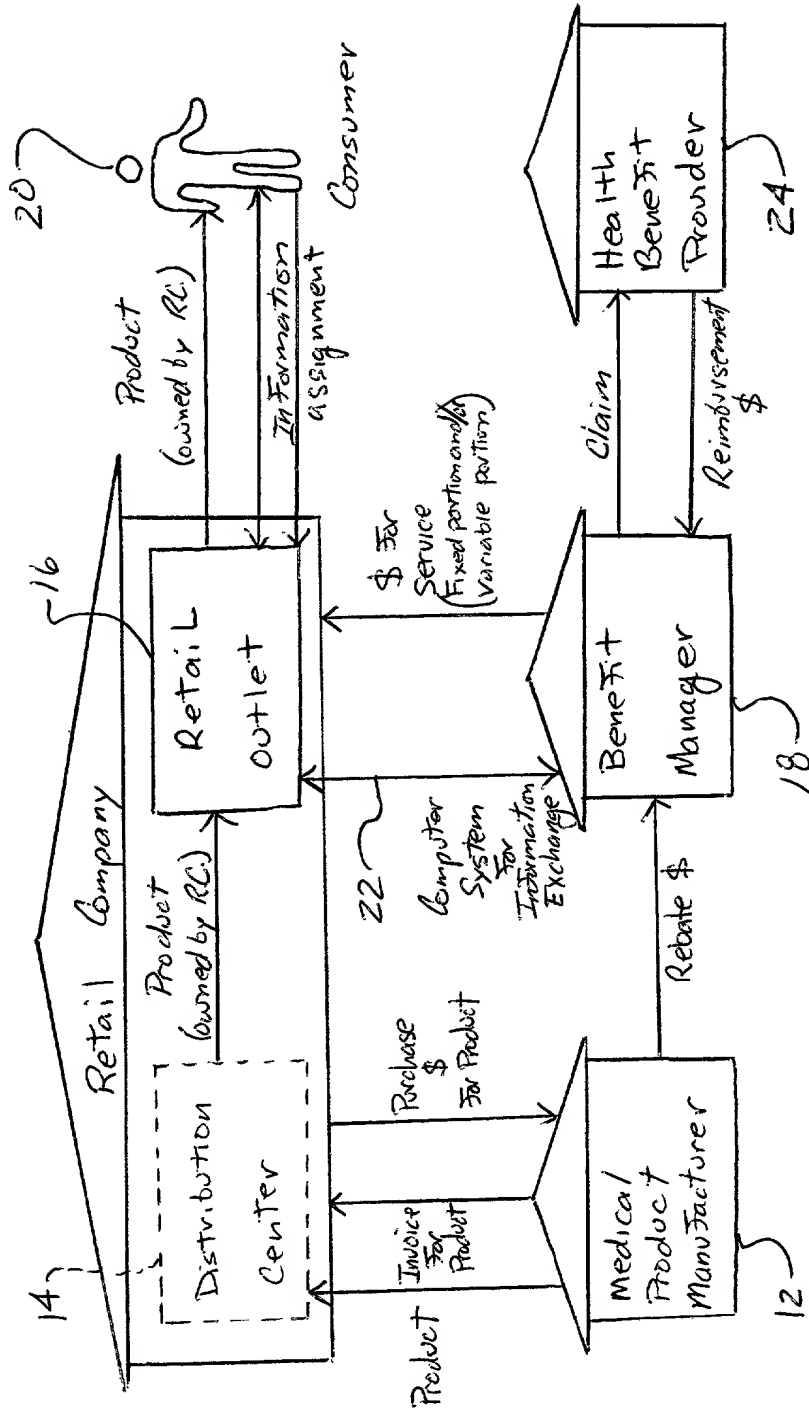 Retail Company
14
Distribution
Center
Product
(owned by RC.)
16
Retail
outlet
Product
(owned by RC.)
Information
assignment
20
Consumer
Product
Invoice
For
Product
Purchase
$
For Product
22
Computer
System
For
Information
Exchange
$ For
Service
(Fixed portion and/or
variable portion)
Medical
Product
Manufacturer
12
Rebate $
Benefit
Manager
18
Claim
Reimbursement
$
Health
Benefit
Provider
24